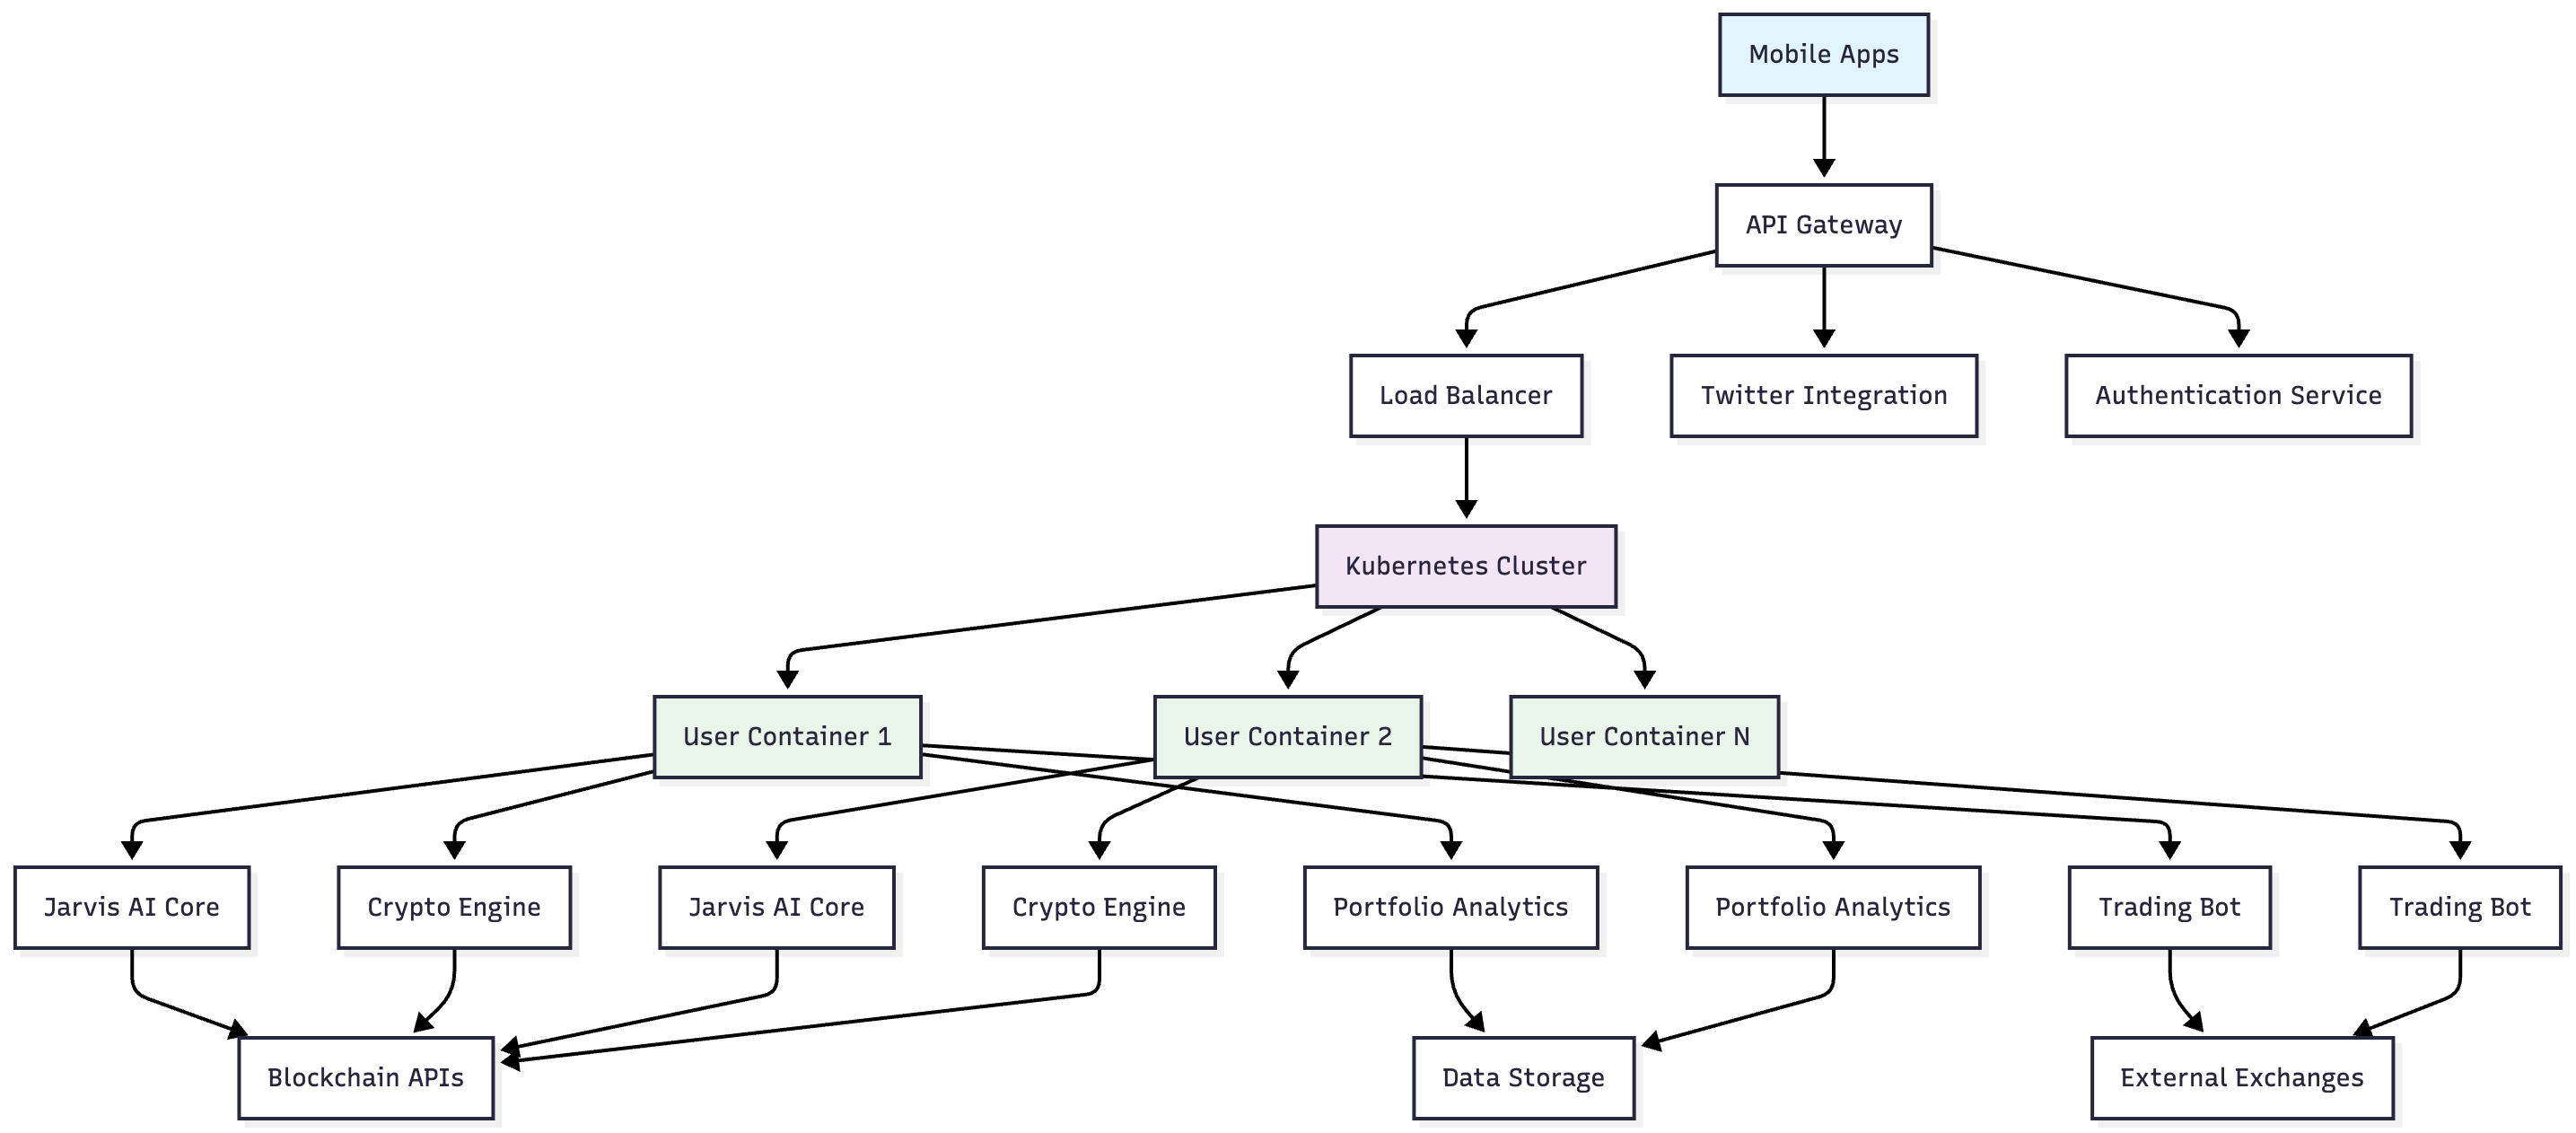 Mobile Apps
API Gateway
Load Balancer
Twitter Integration
Authentication Service
Kubernetes Cluster
User Container 1
User Container 2
User Container N
Jarvis AI Core
Crypto Engine
Jarvis AI Core
Crypto Engine
Portfolio Analytics
Portfolio Analytics
Trading Bot
Trading Bot
Blockchain APIs
Data Storage
External Exchanges